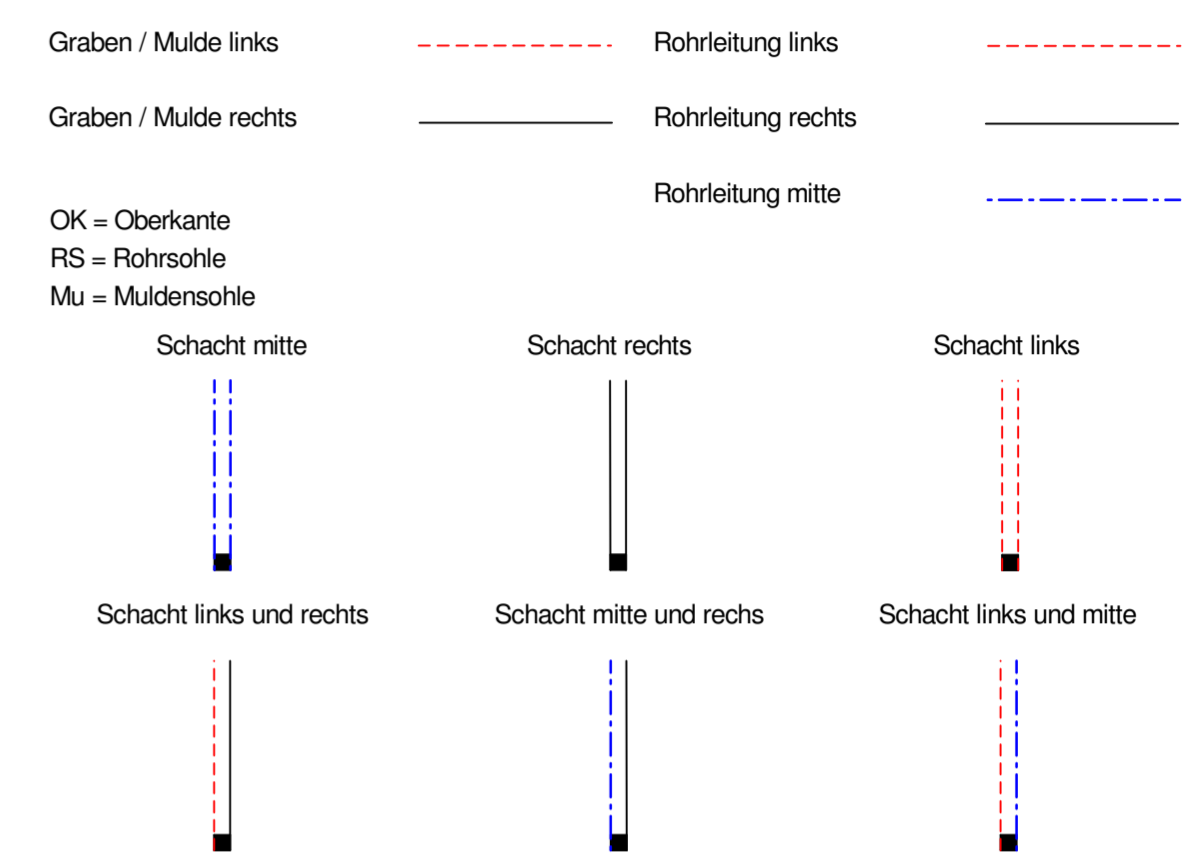 Graben / Mulde links
Rohrleitung links
Graben / Mulde rechts
Rohrleitung rechts
Rohrleitung mitte
OK = Oberkante
RS = Rohrsohle
Mu = Muldensohle
Schacht mitte
Schacht rechts
Schacht links
Schacht links und rechts
Schacht mitte und rechs
Schacht links und mitte